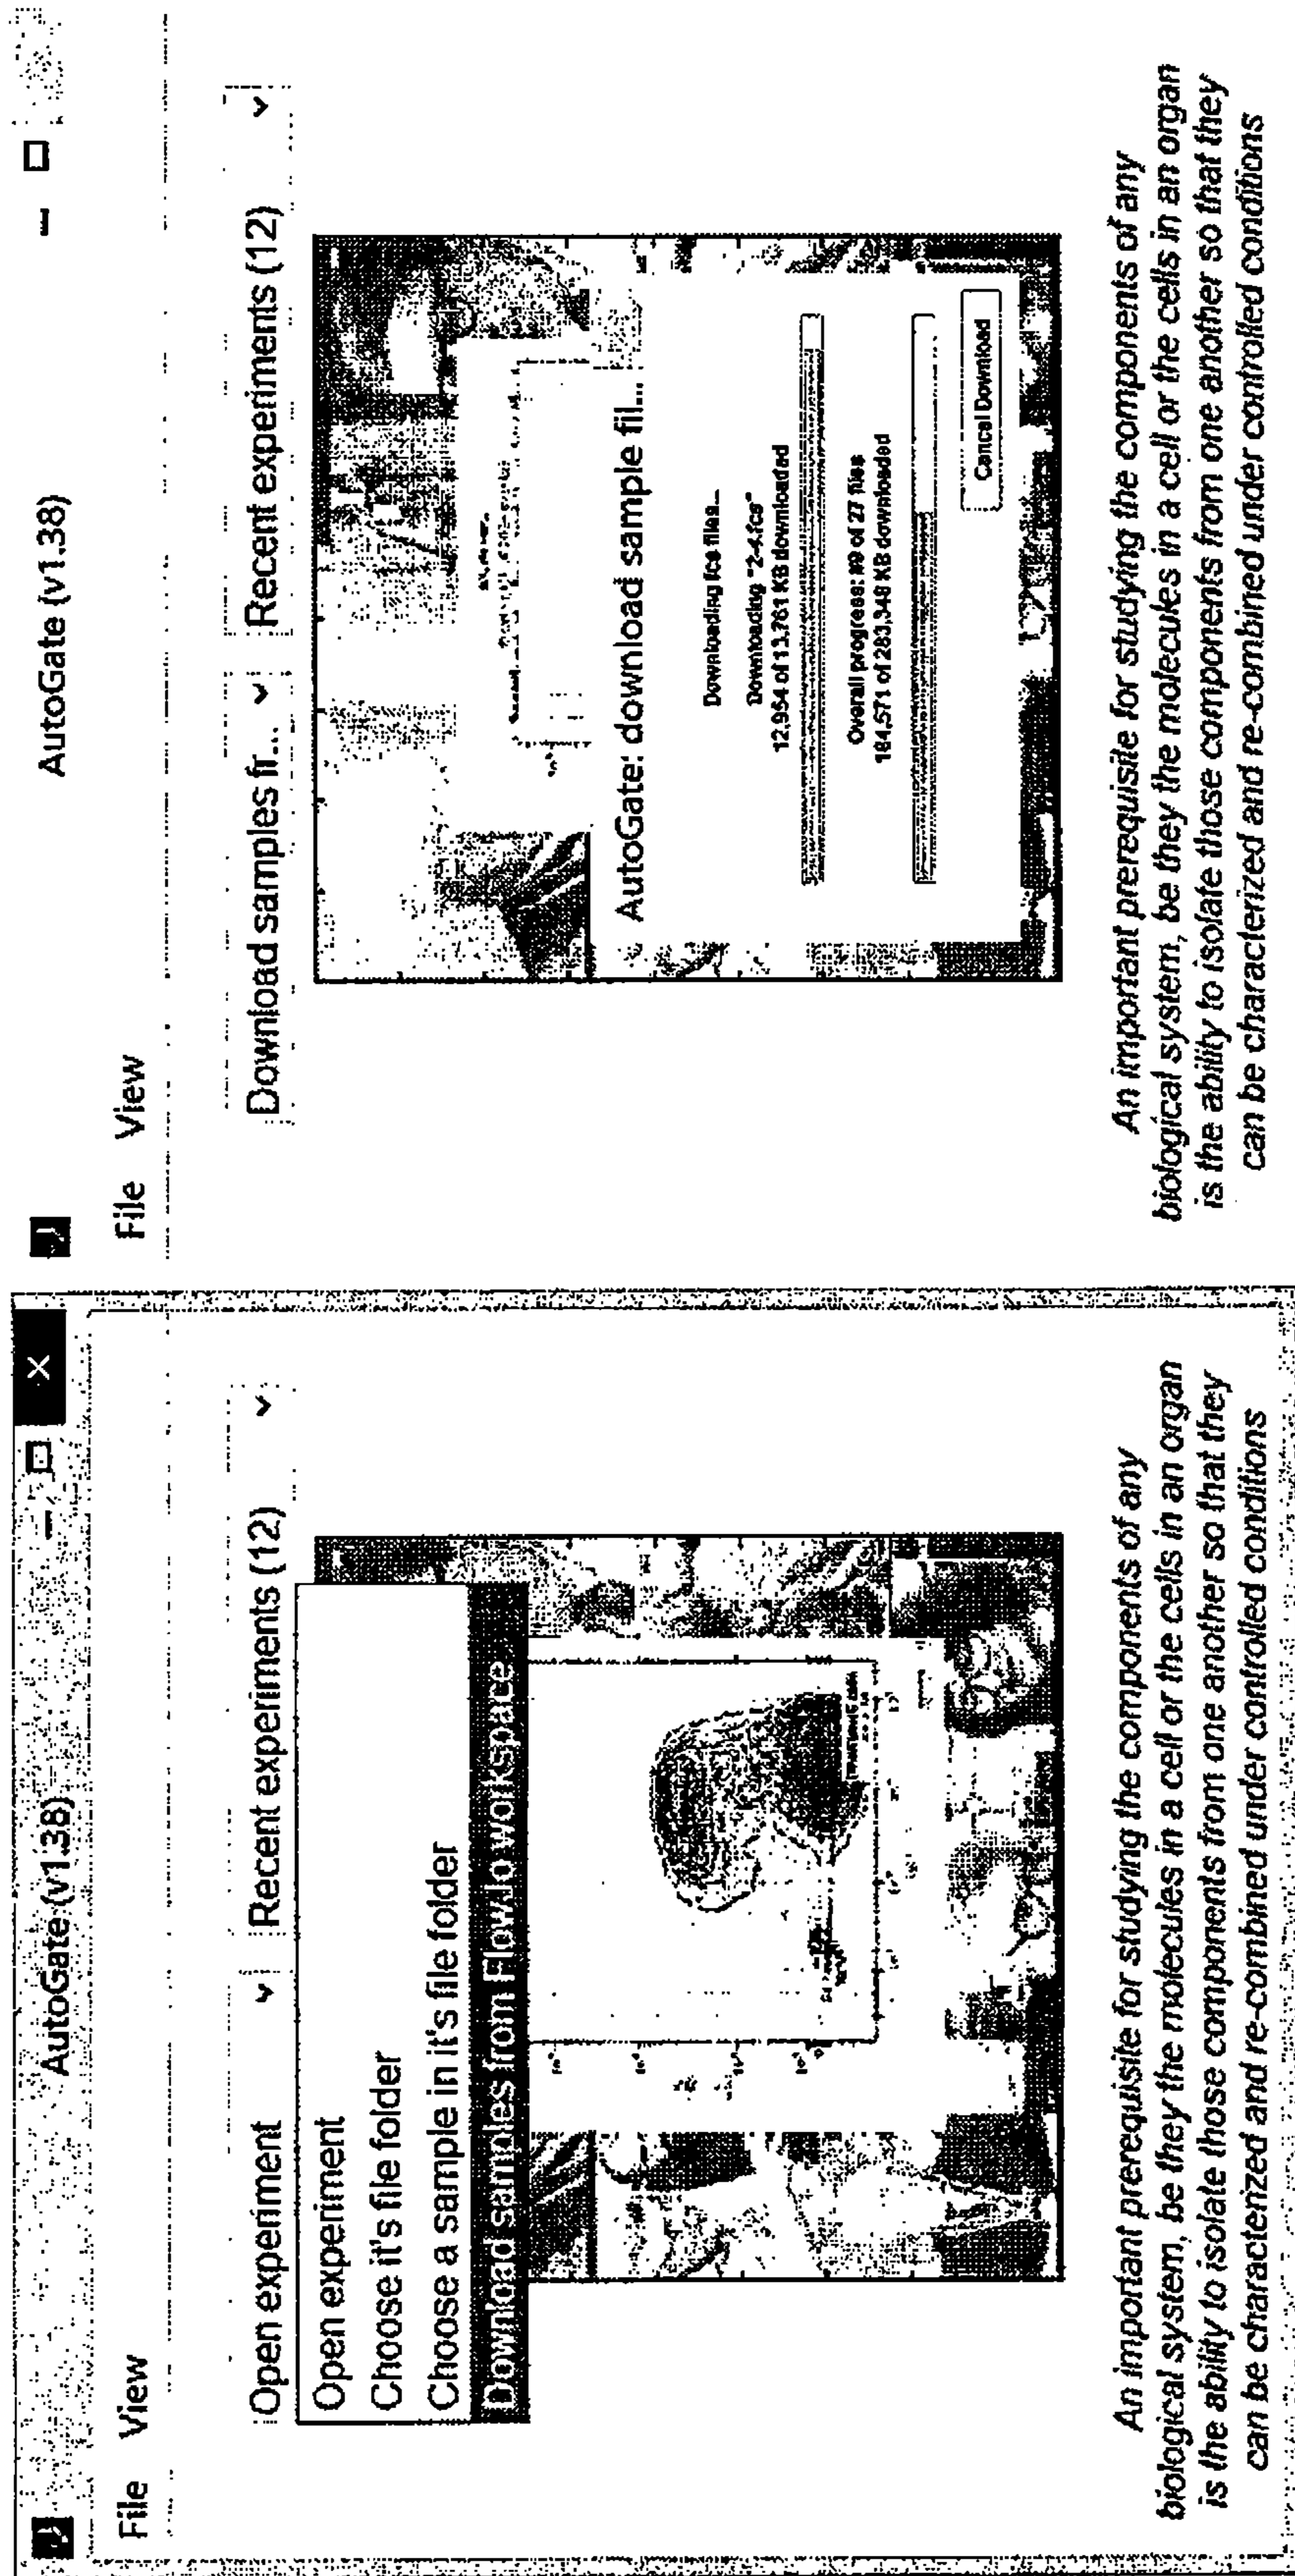 AutoGate (v1.38)
File View
Open experiment
Recent experiments (12)
Open experiment
Choose it's file folder
Choose a sample in it's file folder
Download samples from FlowJo workspace
An important prerequisite for studying the components of any
biological system, be they the molecules in a cell or the cells in an organ
is the ability to isolate those components from one another so that they
can be characterized and re-combined under controlled conditions
AutoGate (v1.38)
File View
Download samples fr...
Recent experiments (12)
AutoGate: download sample fil...
Downloading fcs files...
Downloading "2-4.fcs"
12,954 of 13,761 KB downloaded
Overall progress: #9 of 27 files
184,571 of 283,348 KB downloaded
Cancel Download
An important prerequisite for studying the components of any
biological system, be they the molecules in a cell or the cells in an organ
is the ability to isolate those components from one another so that they
can be characterized and re-combined under controlled conditions